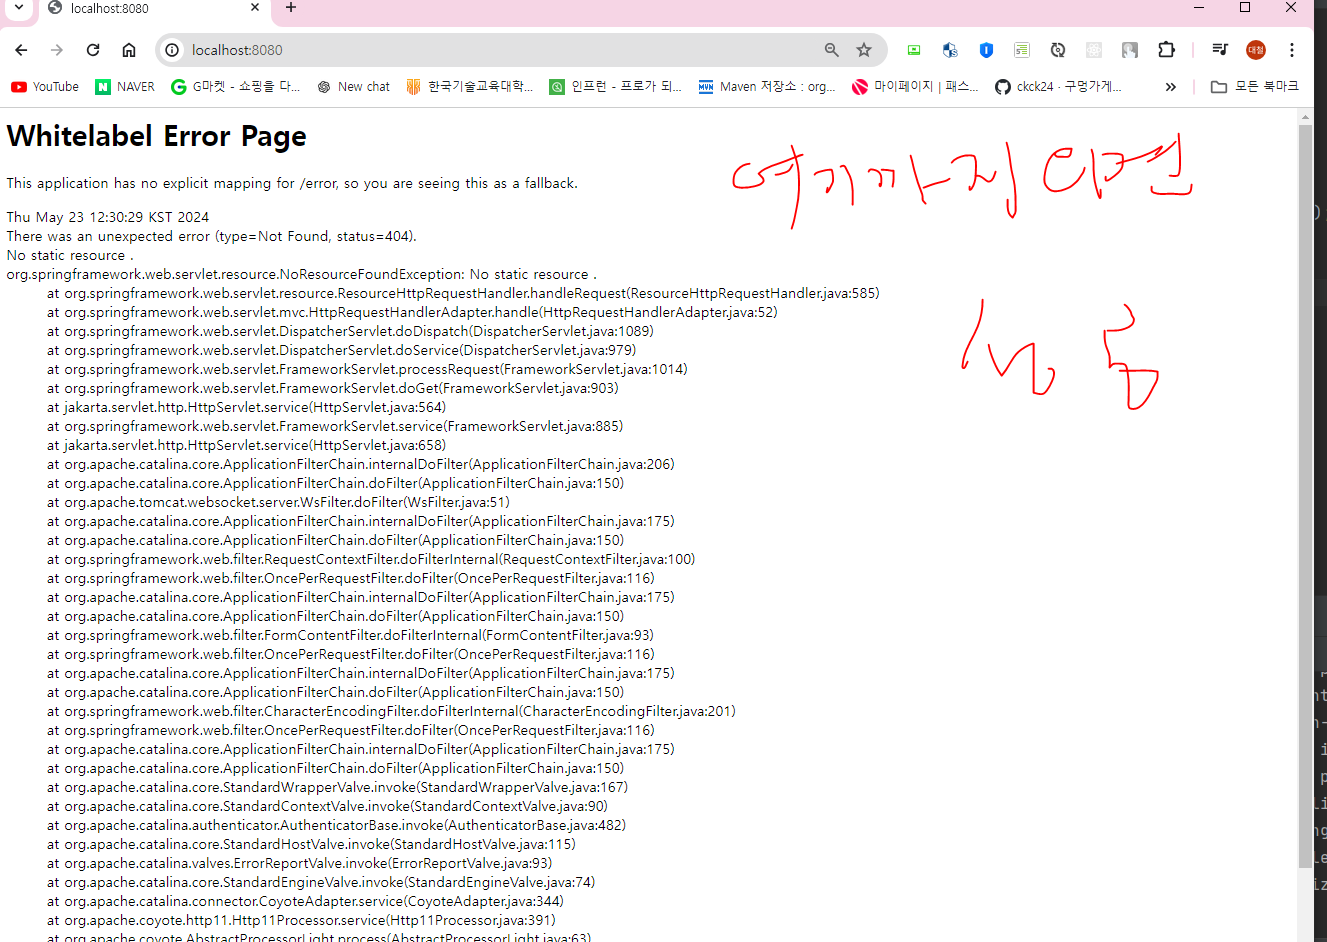 localhost:8080
localhost:8080
대철
YouTube NAVER G마켓 - 쇼핑을 다... New chat 한국기술교육대학... 인프런 - 프로가 되... Maven 저장소 : org... 마이페이지 | 패스... ckck24 · 구멍가게... 모든 북마크
Whitelabel Error Page
This application has no explicit mapping for /error, so you are seeing this as a fallback.
여기까지 이면
성공
Thu May 23 12:30:29 KST 2024
There was an unexpected error (type=Not Found, status=404).
No static resource .
org.springframework.web.servlet.resource.NoResourceFoundException: No static resource .
at org.springframework.web.servlet.resource.ResourceHttpRequestHandler.handleRequest(ResourceHttpRequestHandler.java:585)
at org.springframework.web.servlet.mvc.HttpRequestHandlerAdapter.handle(HttpRequestHandlerAdapter.java:52)
at org.springframework.web.servlet.DispatcherServlet.doDispatch(DispatcherServlet.java:1089)
at org.springframework.web.servlet.DispatcherServlet.doService(DispatcherServlet.java:979)
at org.springframework.web.servlet.FrameworkServlet.processRequest(FrameworkServlet.java:1014)
at org.springframework.web.servlet.FrameworkServlet.doGet(FrameworkServlet.java:903)
at jakarta.servlet.http.HttpServlet.service(HttpServlet.java:564)
at org.springframework.web.servlet.FrameworkServlet.service(FrameworkServlet.java:885)
at jakarta.servlet.http.HttpServlet.service(HttpServlet.java:658)
at org.apache.catalina.core.ApplicationFilterChain.internalDoFilter(ApplicationFilterChain.java:206)
at org.apache.catalina.core.ApplicationFilterChain.doFilter(ApplicationFilterChain.java:150)
at org.apache.tomcat.websocket.server.WsFilter.doFilter(WsFilter.java:51)
at org.apache.catalina.core.ApplicationFilterChain.internalDoFilter(ApplicationFilterChain.java:175)
at org.apache.catalina.core.ApplicationFilterChain.doFilter(ApplicationFilterChain.java:150)
at org.springframework.web.filter.RequestContextFilter.doFilterInternal(RequestContextFilter.java:100)
at org.springframework.web.filter.OncePerRequestFilter.doFilter(OncePerRequestFilter.java:116)
at org.apache.catalina.core.ApplicationFilterChain.internalDoFilter(ApplicationFilterChain.java:175)
at org.apache.catalina.core.ApplicationFilterChain.doFilter(ApplicationFilterChain.java:150)
at org.springframework.web.filter.FormContentFilter.doFilterInternal(FormContentFilter.java:93)
at org.springframework.web.filter.OncePerRequestFilter.doFilter(OncePerRequestFilter.java:116)
at org.apache.catalina.core.ApplicationFilterChain.internalDoFilter(ApplicationFilterChain.java:175)
at org.apache.catalina.core.ApplicationFilterChain.doFilter(ApplicationFilterChain.java:150)
at org.springframework.web.filter.CharacterEncodingFilter.doFilterInternal(CharacterEncodingFilter.java:201)
at org.springframework.web.filter.OncePerRequestFilter.doFilter(OncePerRequestFilter.java:116)
at org.apache.catalina.core.ApplicationFilterChain.internalDoFilter(ApplicationFilterChain.java:175)
at org.apache.catalina.core.ApplicationFilterChain.doFilter(ApplicationFilterChain.java:150)
at org.apache.catalina.core.StandardWrapperValve.invoke(StandardWrapperValve.java:167)
at org.apache.catalina.core.StandardContextValve.invoke(StandardContextValve.java:90)
at org.apache.catalina.authenticator.AuthenticatorBase.invoke(AuthenticatorBase.java:482)
at org.apache.catalina.core.StandardHostValve.invoke(StandardHostValve.java:115)
at org.apache.catalina.valves.ErrorReportValve.invoke(ErrorReportValve.java:93)
at org.apache.catalina.core.StandardEngineValve.invoke(StandardEngineValve.java:74)
at org.apache.catalina.connector.CoyoteAdapter.service(CoyoteAdapter.java:344)
at org.apache.coyote.http11.Http11Processor.service(Http11Processor.java:391)
at org.apache.coyote.AbstractProcessorLight.process(AbstractProcessorLight.java:63)